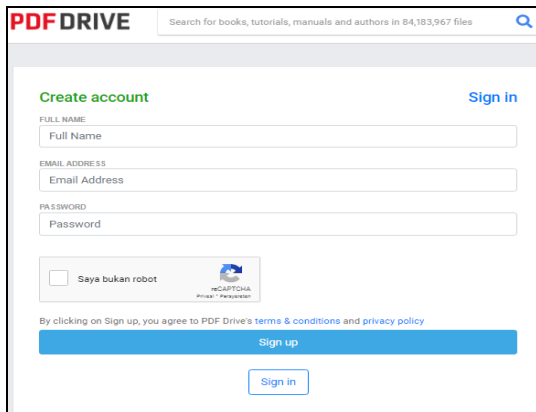 PDF DRIVE
Search for books, tutorials, manuals and authors in 84,183,967 files
Create account
Sign in
FULL NAME
Full Name
EMAIL ADDRESS
Email Address
PASSWORD
Password
Saya bukan robot
reCAPTCHA
Privasi - Persyaratan
By clicking on Sign up, you agree to PDF Drive's terms & conditions and privacy policy
Sign up
Sign in